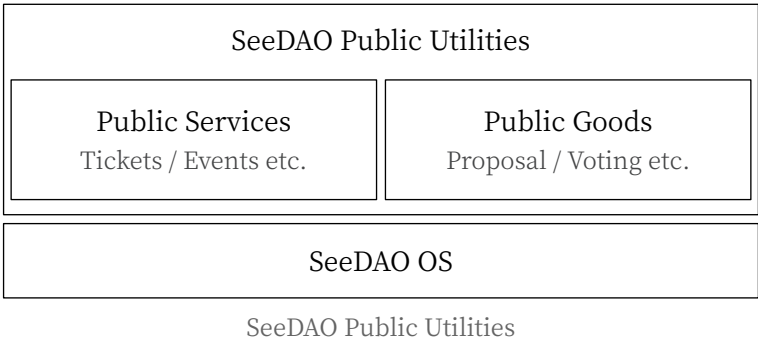 SeeDAO Public Utilities
Public Services
Tickets / Events etc.
Public Goods
Proposal / Voting etc.
SeeDAO OS
SeeDAO Public Utilities